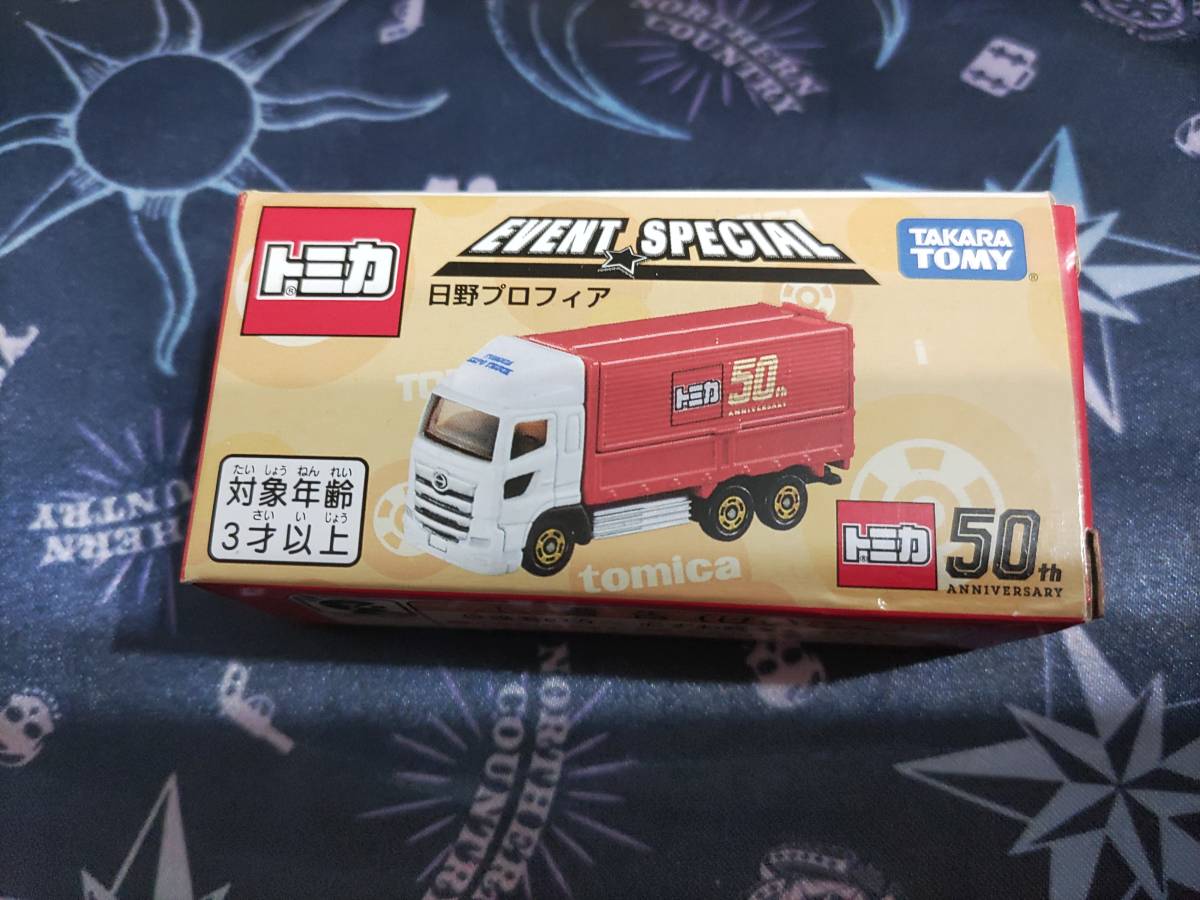 トミカ
EVENT SPECIAL
TAKARA
TOMY
日野プロフィア
トミカ
50th
ANNIVERSARY
たい しょう ねん れい
対象年齢
さい い じょう
3才以上
tomica
トミカ
50th
ANNIVERSARY
NORTHERN
COUNTRY
NORTHERN
COUNTRY